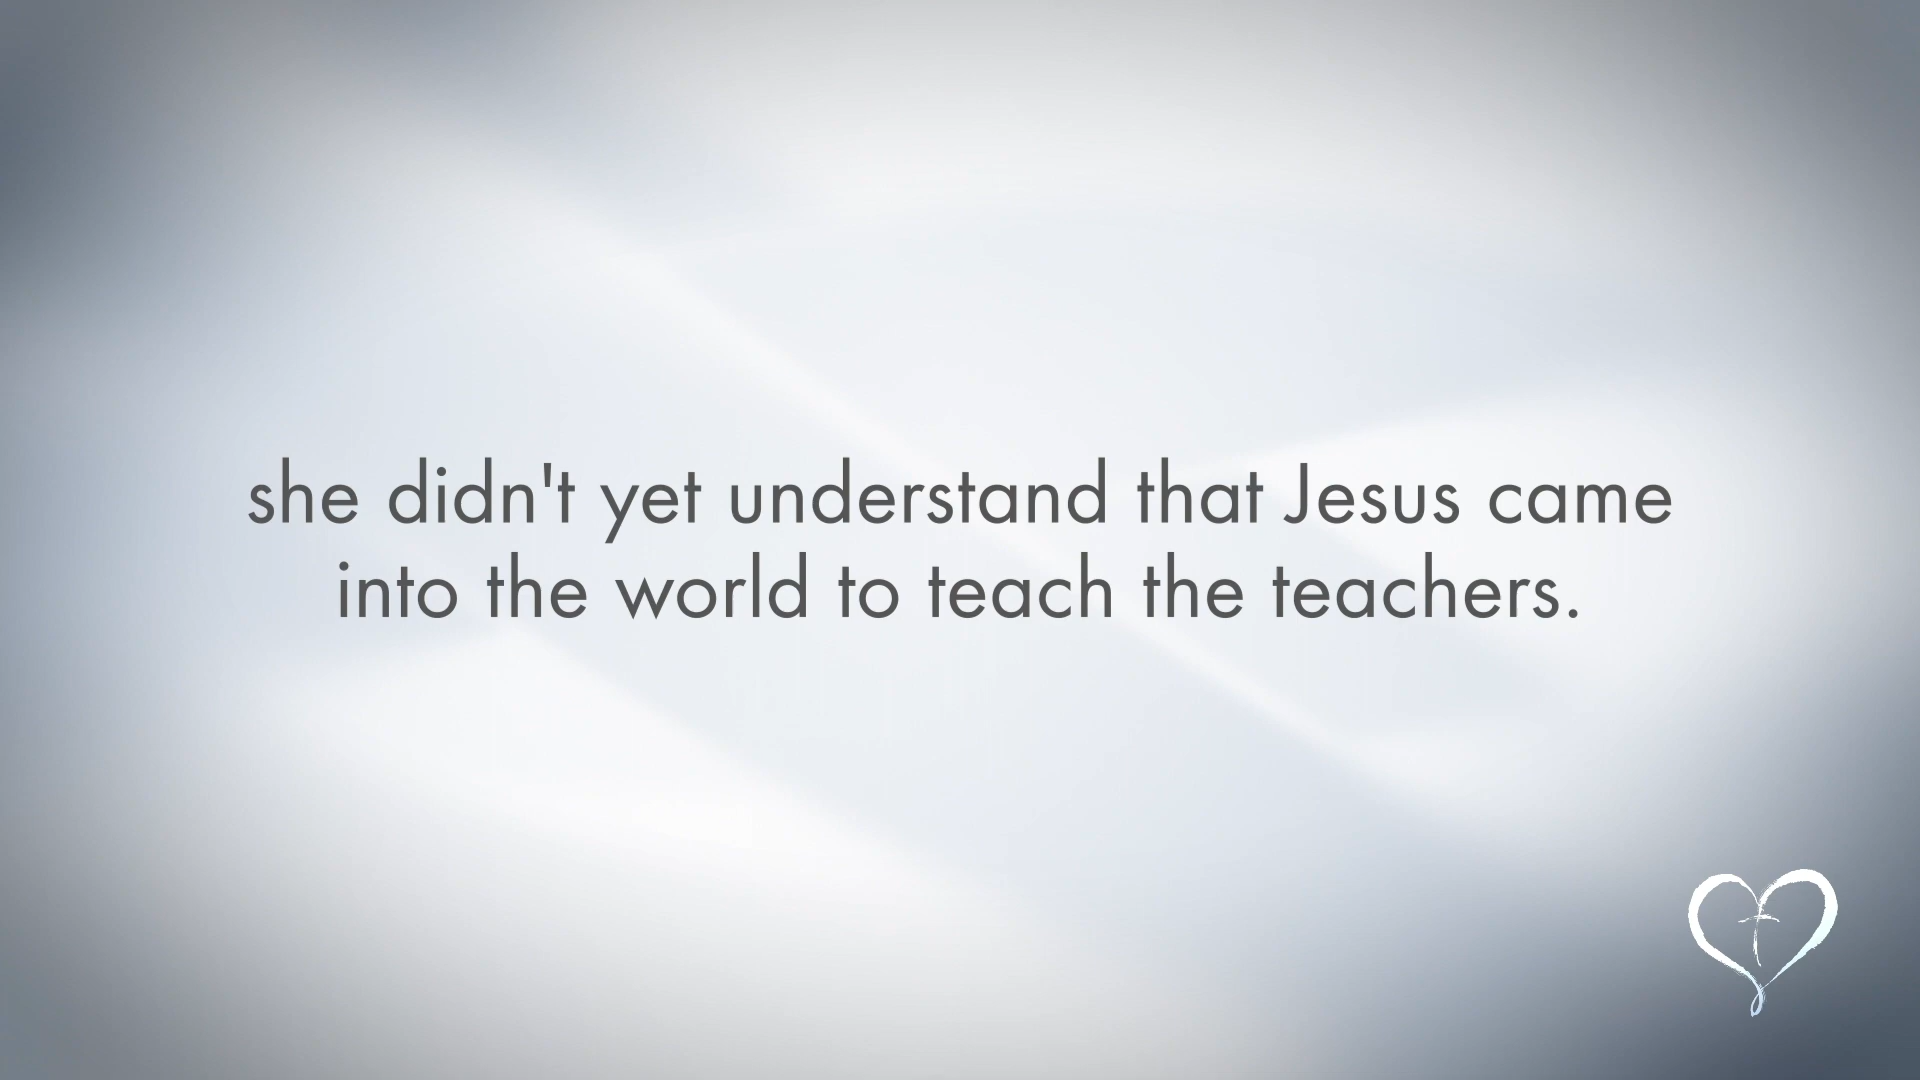 she didn't yet understand that Jesus came
into the world to teach the teachers.